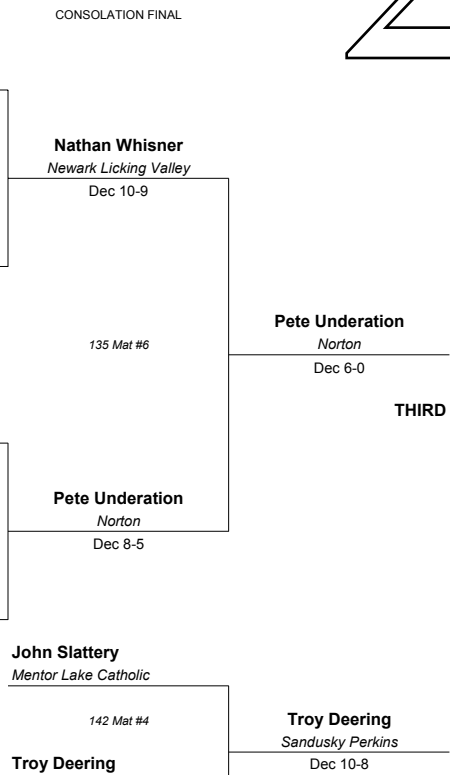 CONSOLATION FINAL
Nathan Whisner
Newark Licking Valley
Dec 10-9
135 Mat #6
Pete Underation
Norton
Dec 6-0
THIRD
Pete Underation
Norton
Dec 8-5
John Slattery
Mentor Lake Catholic
142 Mat #4
Troy Deering
Sandusky Perkins
Dec 10-8
Troy Deering